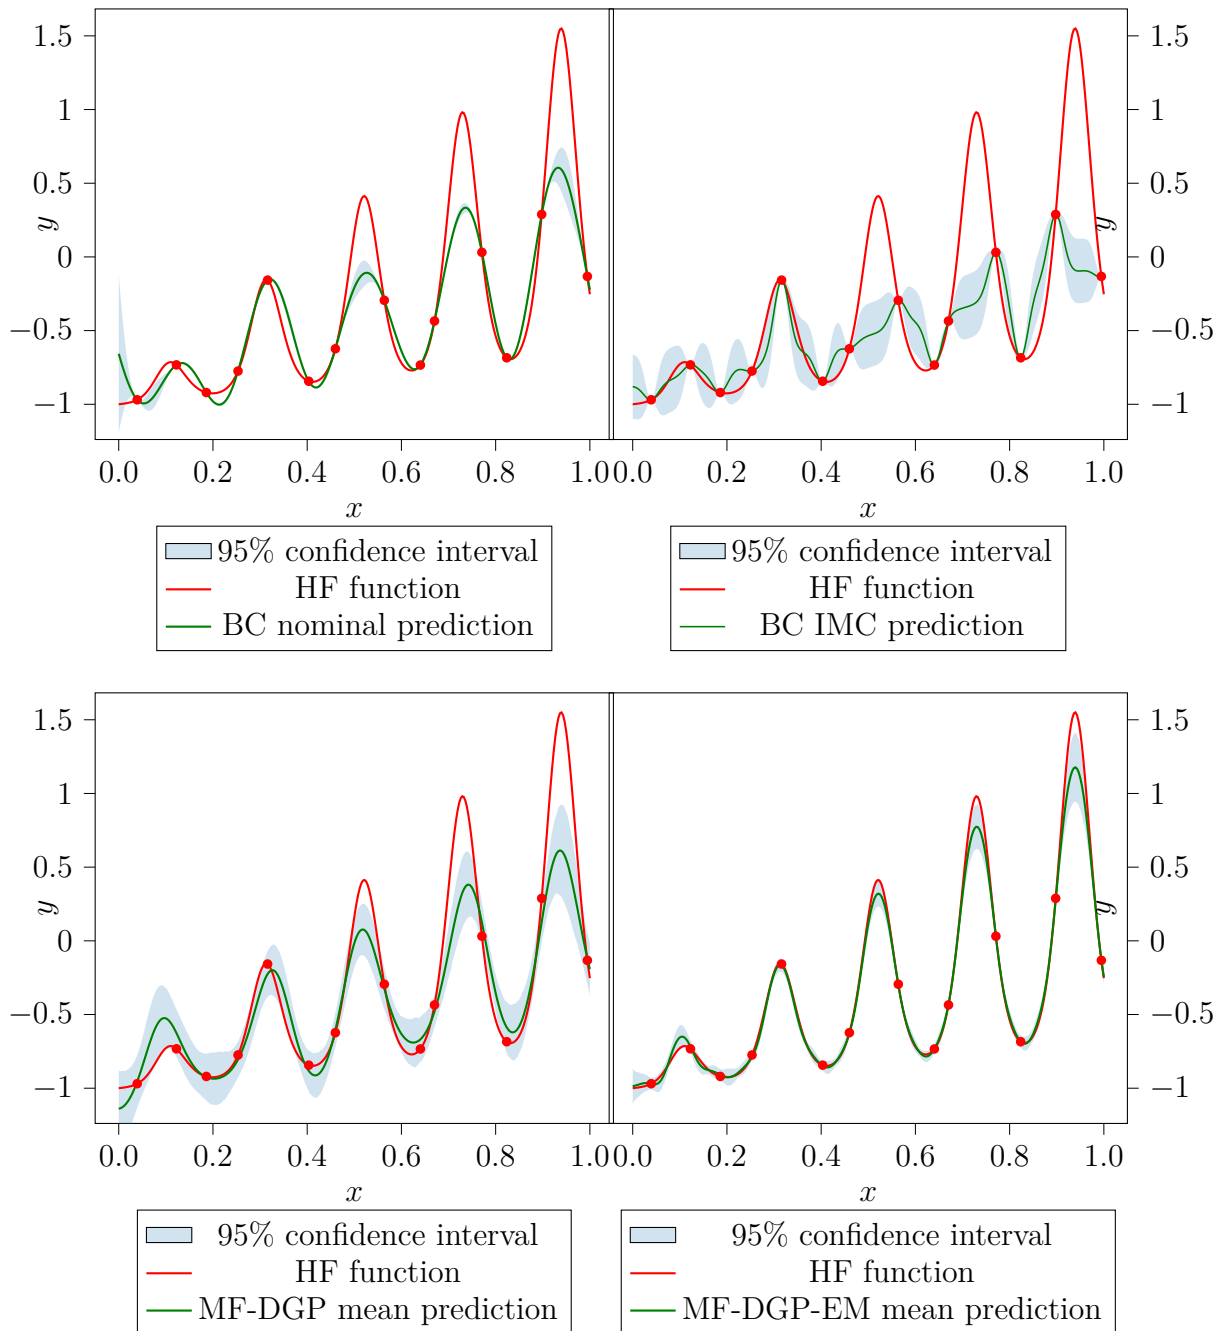 1.5
1
0.5
0
−0.5
−1
y
0.0 0.2 0.4 0.6 0.8 1.0
x
95% confidence interval
HF function
BC nominal prediction
1.5
1
0.5
0
−0.5
−1
y
0.0 0.2 0.4 0.6 0.8 1.0
x
95% confidence interval
HF function
BC IMC prediction
1.5
1
0.5
0
−0.5
−1
y
0.0 0.2 0.4 0.6 0.8 1.0
x
95% confidence interval
HF function
MF-DGP mean prediction
1.5
1
0.5
0
−0.5
−1
y
0.0 0.2 0.4 0.6 0.8 1.0
x
95% confidence interval
HF function
MF-DGP-EM mean prediction